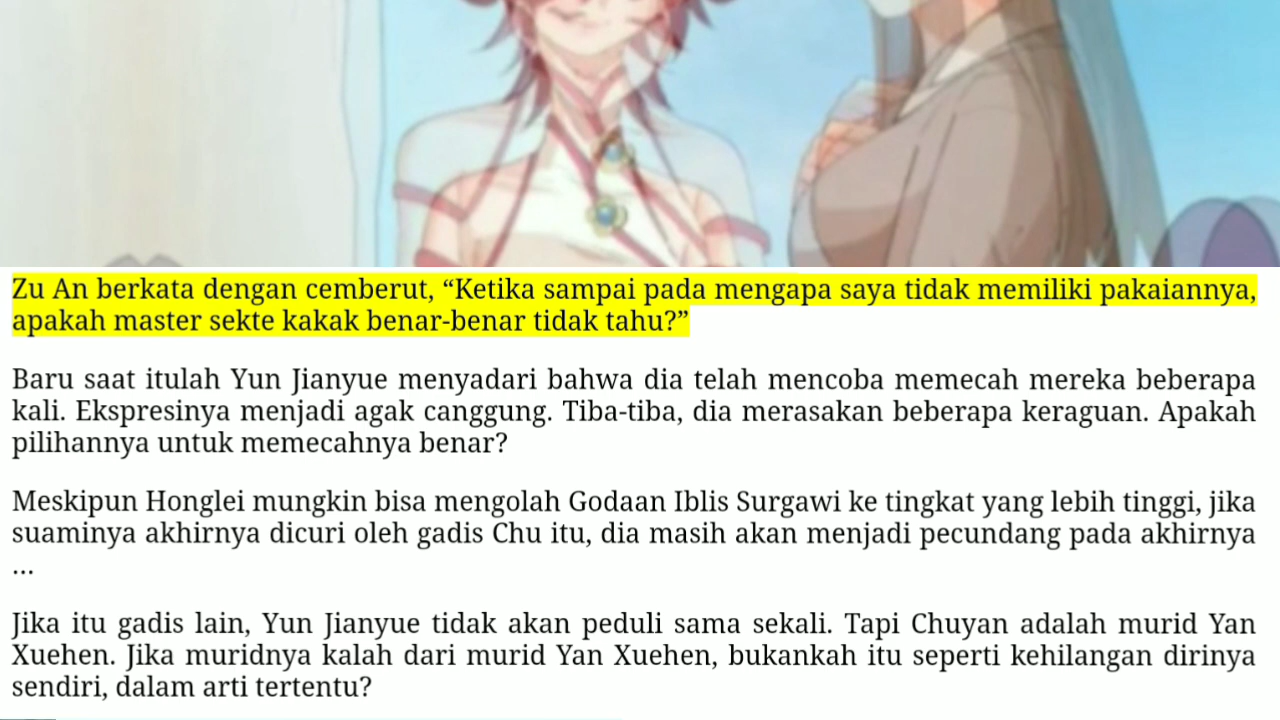 Zu An berkata dengan cemberut, “Ketika sampai pada mengapa saya tidak memiliki pakaiannya,
apakah master sekte kakak benar-benar tidak tahu?”
Baru saat itulah Yun Jianyue menyadari bahwa dia telah mencoba memecah mereka beberapa
kali. Ekspresinya menjadi agak canggung. Tiba-tiba, dia merasakan beberapa keraguan. Apakah
pilihannya untuk memecahnya benar?
Meskipun Honglei mungkin bisa mengolah Godaan Iblis Surgawi ke tingkat yang lebih tinggi, jika
suaminya akhirnya dicuri oleh gadis Chu itu, dia masih akan menjadi pecundang pada akhirnya
…
Jika itu gadis lain, Yun Jianyue tidak akan peduli sama sekali. Tapi Chuyan adalah murid Yan
Xuehen. Jika muridnya kalah dari murid Yan Xuehen, bukankah itu seperti kehilangan dirinya
sendiri, dalam arti tertentu?